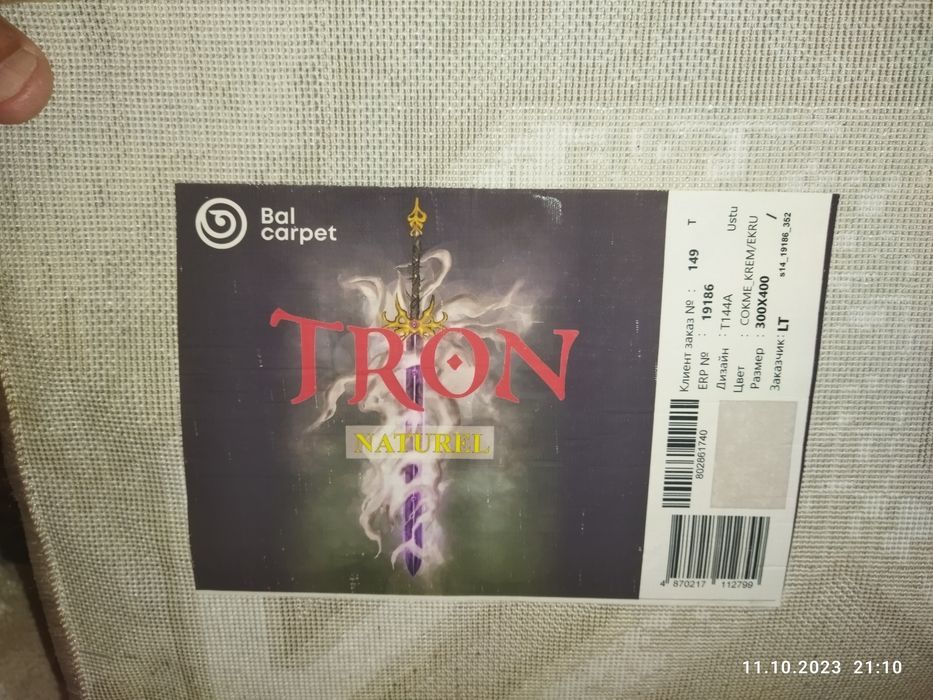 Bal
carpet
TRON
NATUREL
Клиент заказ № : 149 T
ERP № : 19186
Дизайн : T144A Ustu
Цвет : COKME_KREM/EKRU
Размер : 300X400 /
Заказчик : LT s14_19186_352
802861740
4 870217 112799
11.10.2023 21:10